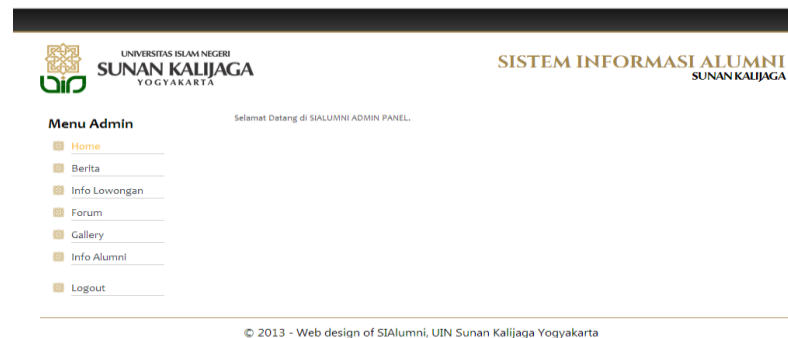 UNIVERSITAS ISLAM NEGERI
SUNAN KALIJAGA
YOGYAKARTA
SISTEM INFORMASI ALUMNI
SUNAN KALIJAGA
Menu Admin
Home
Berita
Info Lowongan
Forum
Gallery
Info Alumni
Logout
Selamat Datang di SIALUMNI ADMIN PANEL.
© 2013 - Web design of SIAlumni, UIN Sunan Kalijaga Yogyakarta